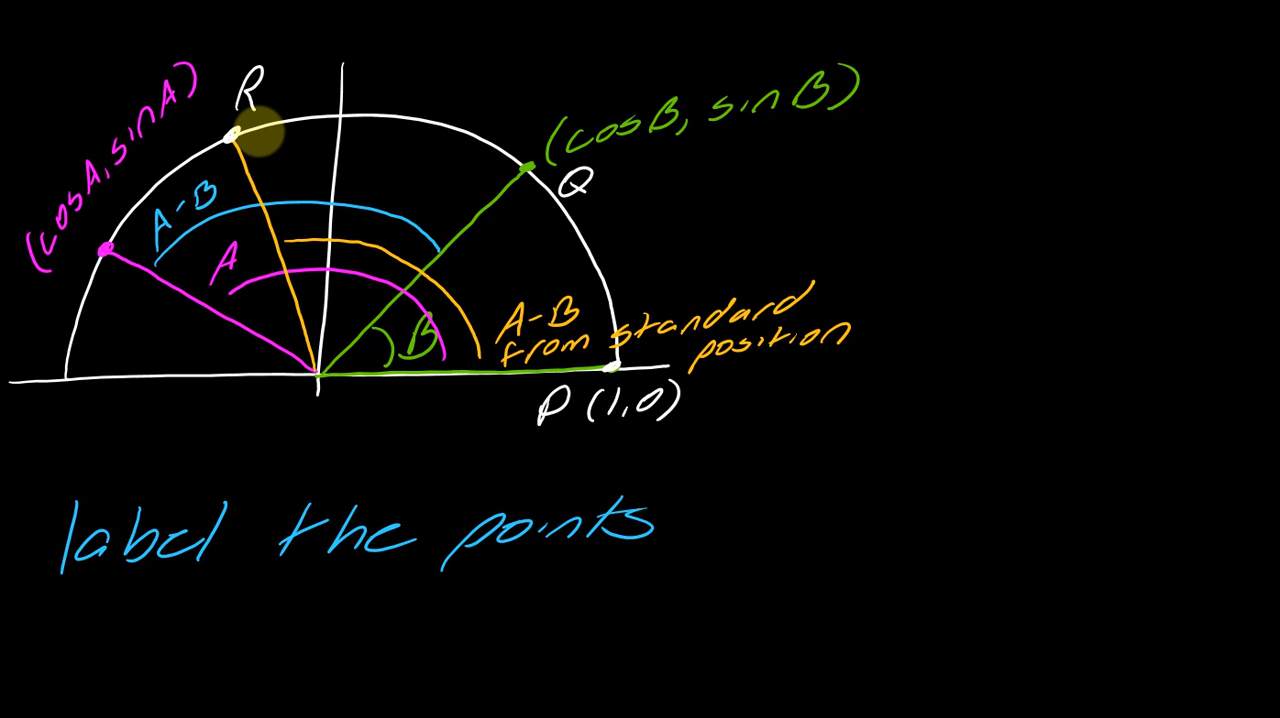 R
(cosA, sinA)
(cosB, sinB)
Q
A-B
A
B
A-B
from standard
position
P (1,0)
label the points